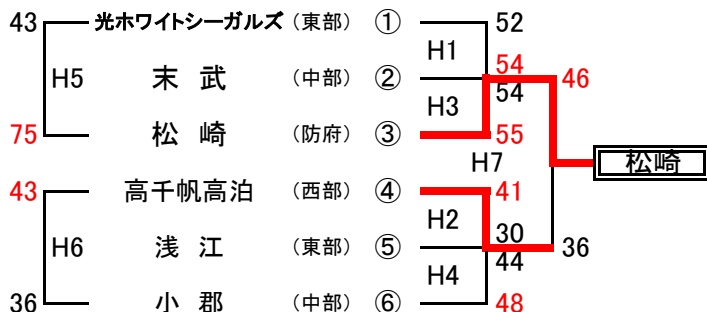 43 光ホワイトシーガルズ (東部) ① 52
H1
54 46
H5 末 武 (中部) ②
54
H3
75 松 崎 (防府) ③ 55
H7 松崎
43 高千帆高泊 (西部) ④ 41
H2
30
H6 浅 江 (東部) ⑤ 36
44
H4
36 小 郡 (中部) ⑥ 48